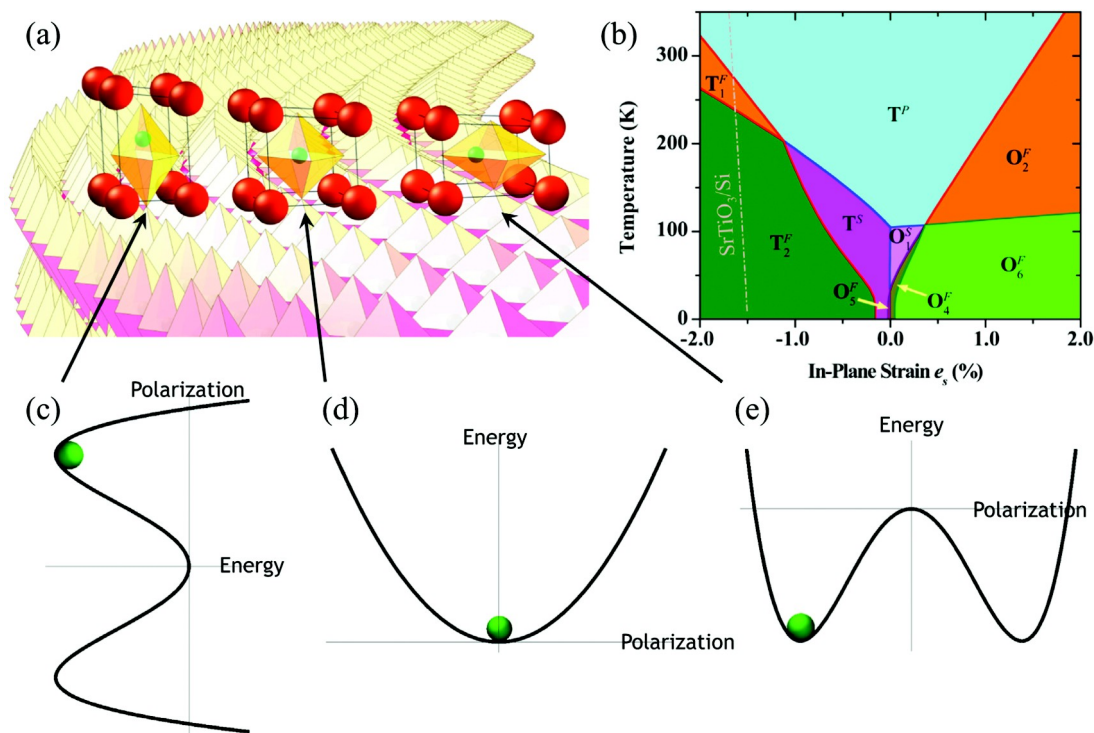 (a)
(b)
300
200
100
0
Temperature (K)
-2.0 -1.0 0.0 1.0 2.0
In-Plane Strain eₛ (%)
SrTiO₃/Si
T₁ᶠ
Tᴾ
O₂ᶠ
Tˢ
O₁ˢ
T₂ᶠ
O₆ᶠ
O₅ᶠ
O₄ᶠ
(c)
Polarization
Energy
(d)
Energy
Polarization
(e)
Energy
Polarization